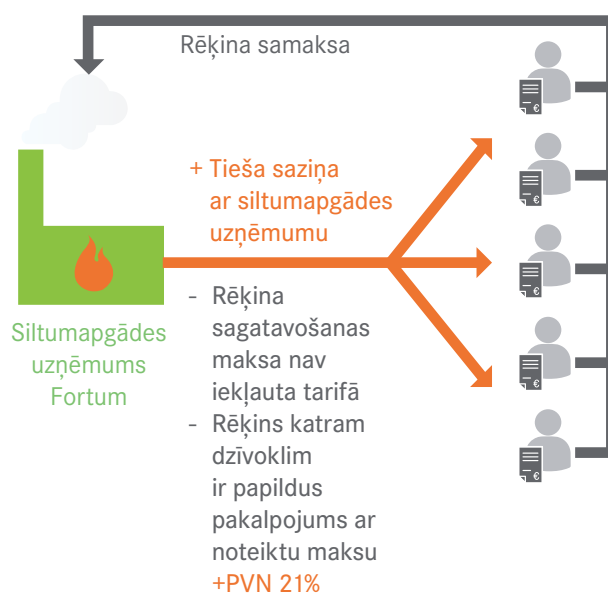 Rēķina samaksa
+ Tieša saziņa
ar siltumapgādes
uzņēmumu
- Rēķina
sagatavošanas
maksa nav
iekļauta tarifā
- Rēķins katram
dzīvoklim
ir papildus
pakalpojums ar
noteiktu maksu
+PVN 21%
Siltumapgādes
uzņēmums
Fortum
€
€
€
€
€